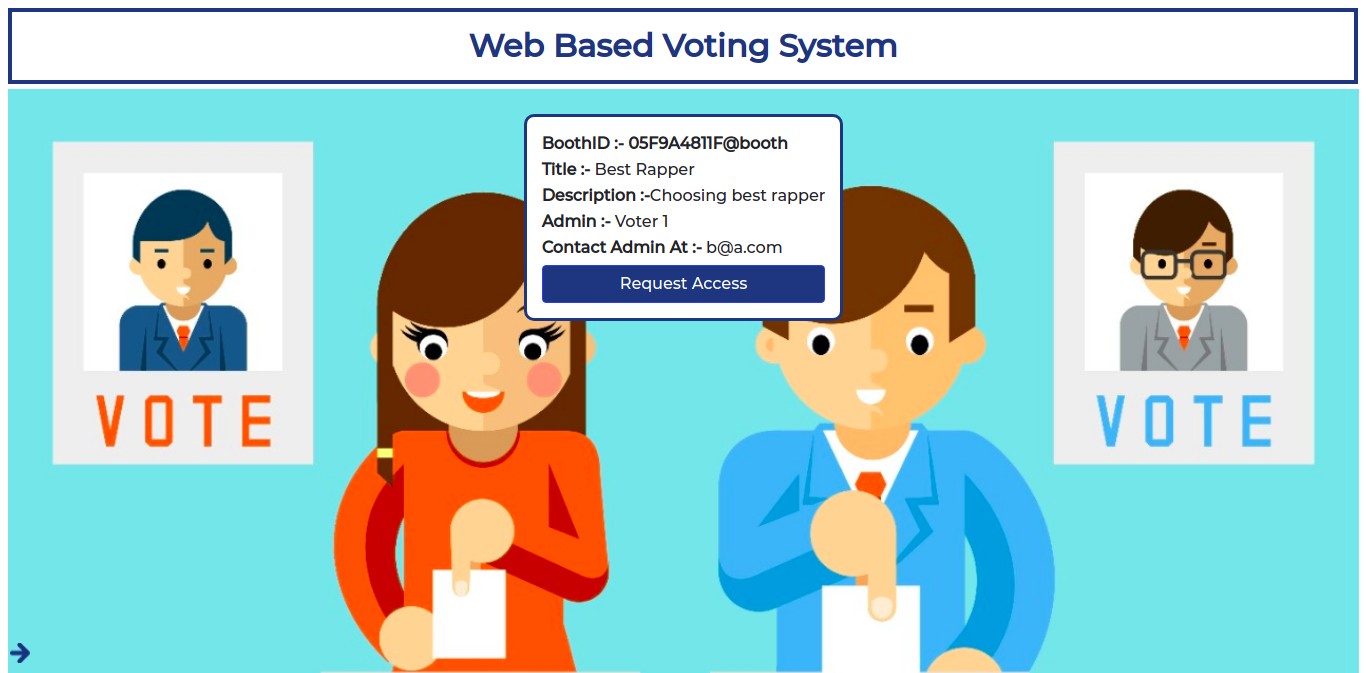 Web Based Voting System
BoothID :- 05F9A4811F@booth
Title :- Best Rapper
Description :-Choosing best rapper
Admin :- Voter 1
Contact Admin At :- b@a.com
Request Access
VOTE
VOTE